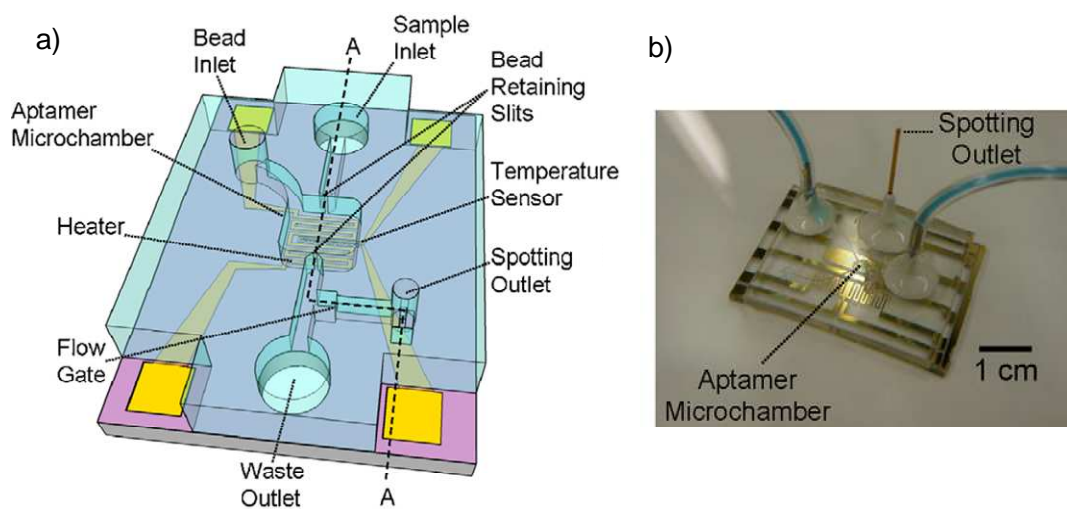 a)
Bead
Inlet
A
Sample
Inlet
Bead
Retaining
Slits
Aptamer
Microchamber
Temperature
Sensor
Heater
Spotting
Outlet
Flow
Gate
Waste
Outlet
A
b)
Spotting
Outlet
Aptamer
Microchamber
1 cm